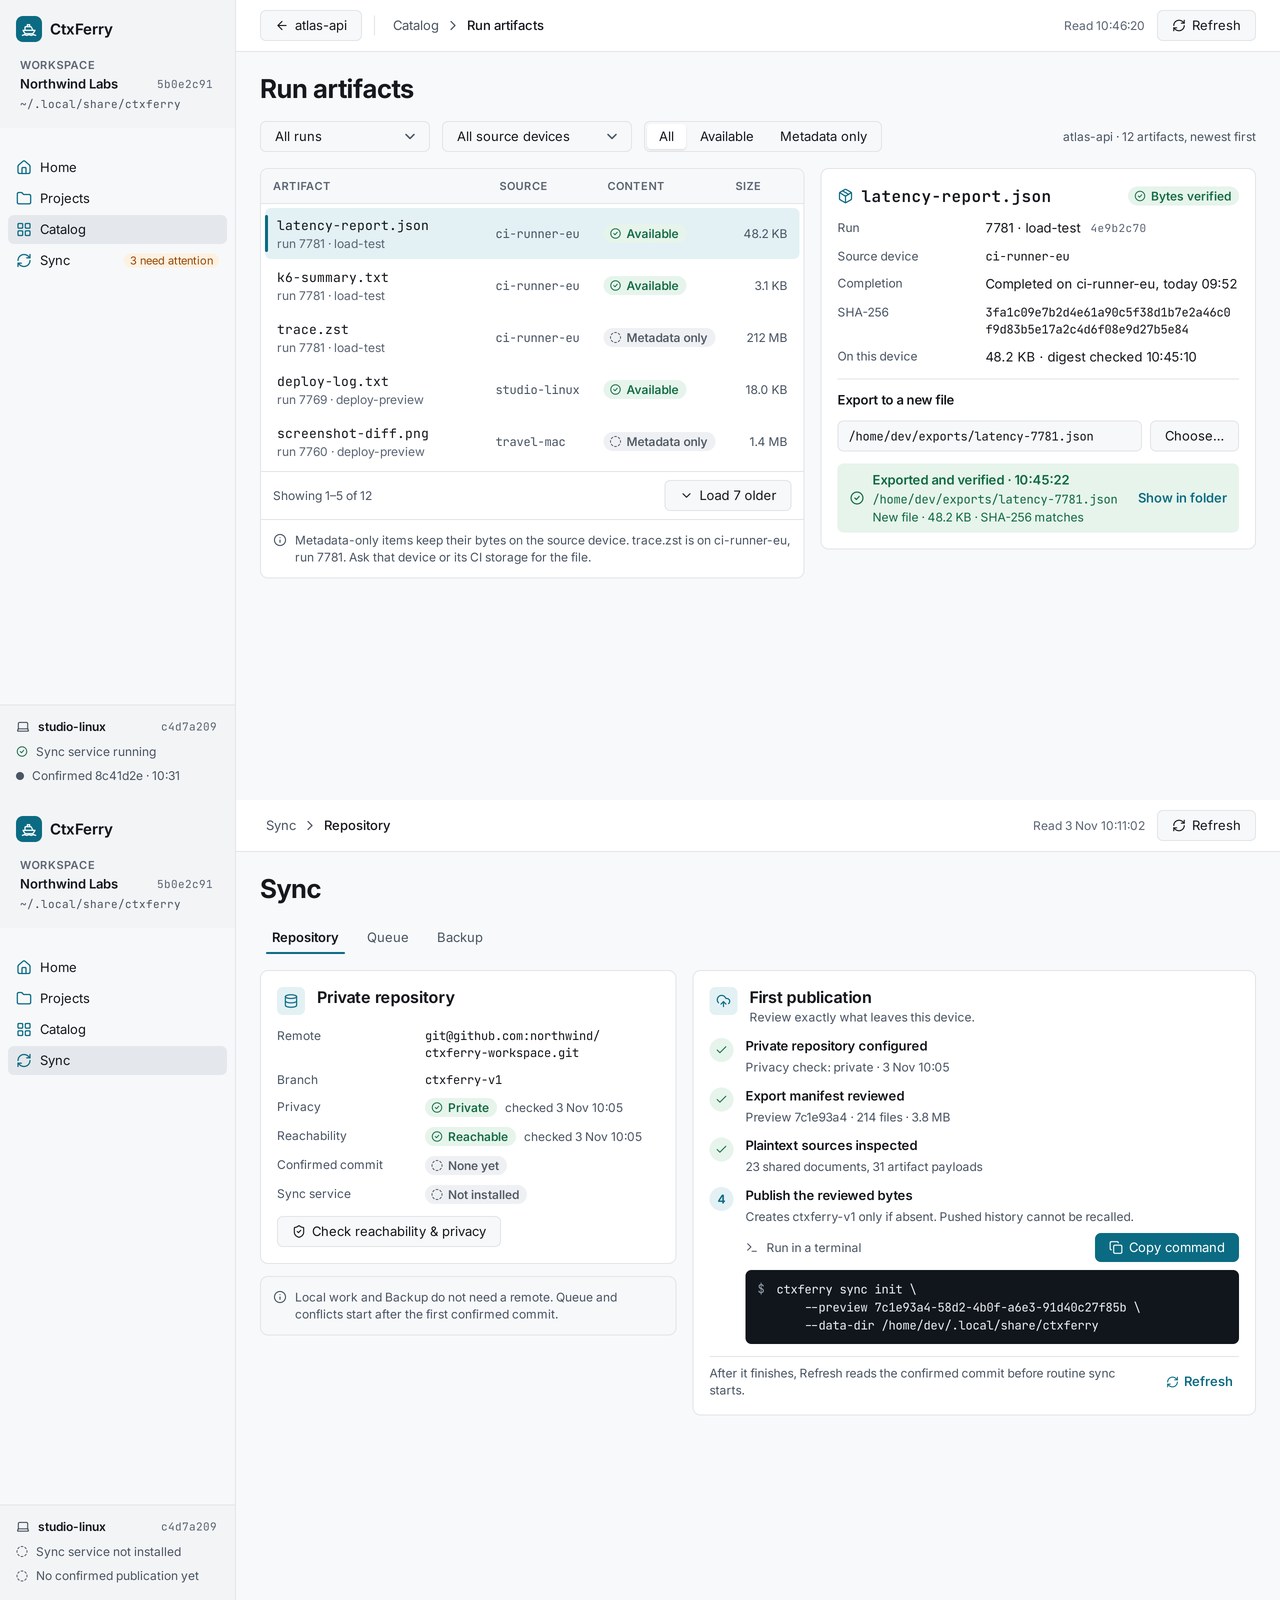 CtxFerry
WORKSPACE
Northwind Labs 5b0e2c91
~/.local/share/ctxferry
Home
Projects
Catalog
Sync 3 need attention
studio-linux c4d7a209
Sync service running
Confirmed 8c41d2e · 10:31
atlas-api Catalog Run artifacts Read 10:46:20 Refresh
Run artifacts
All runs All source devices All Available Metadata only atlas-api · 12 artifacts, newest first
ARTIFACT SOURCE CONTENT SIZE
latency-report.json
run 7781 · load-test
ci-runner-eu Available 48.2 KB
k6-summary.txt
run 7781 · load-test
ci-runner-eu Available 3.1 KB
trace.zst
run 7781 · load-test
ci-runner-eu Metadata only 212 MB
deploy-log.txt
run 7769 · deploy-preview
studio-linux Available 18.0 KB
screenshot-diff.png
run 7760 · deploy-preview
travel-mac Metadata only 1.4 MB
Showing 1–5 of 12 Load 7 older
Metadata-only items keep their bytes on the source device. trace.zst is on ci-runner-eu,
run 7781. Ask that device or its CI storage for the file.
latency-report.json Bytes verified
Run 7781 · load-test 4e9b2c70
Source device ci-runner-eu
Completion Completed on ci-runner-eu, today 09:52
SHA-256 3fa1c09e7b2d4e61a90c5f38d1b7e2a46c0
f9d83b5e17a2c4d6f08e9d27b5e84
On this device 48.2 KB · digest checked 10:45:10
Export to a new file
/home/dev/exports/latency-7781.json Choose...
Exported and verified · 10:45:22
/home/dev/exports/latency-7781.json
New file · 48.2 KB · SHA-256 matches
Show in folder
CtxFerry
WORKSPACE
Northwind Labs 5b0e2c91
~/.local/share/ctxferry
Home
Projects
Catalog
Sync
studio-linux c4d7a209
Sync service not installed
No confirmed publication yet
Sync Repository Read 3 Nov 10:11:02 Refresh
Sync
Repository Queue Backup
Private repository
Remote git@github.com:northwind/
ctxferry-workspace.git
Branch ctxferry-v1
Privacy Private checked 3 Nov 10:05
Reachability Reachable checked 3 Nov 10:05
Confirmed commit None yet
Sync service Not installed
Check reachability & privacy
Local work and Backup do not need a remote. Queue and
conflicts start after the first confirmed commit.
First publication
Review exactly what leaves this device.
Private repository configured
Privacy check: private · 3 Nov 10:05
Export manifest reviewed
Preview 7c1e93a4 · 214 files · 3.8 MB
Plaintext sources inspected
23 shared documents, 31 artifact payloads
4 Publish the reviewed bytes
Creates ctxferry-v1 only if absent. Pushed history cannot be recalled.
Run in a terminal Copy command
$ ctxferry sync init \
--preview 7c1e93a4-58d2-4b0f-a6e3-91d40c27f85b \
--data-dir /home/dev/.local/share/ctxferry
After it finishes, Refresh reads the confirmed commit before routine sync
starts.
Refresh